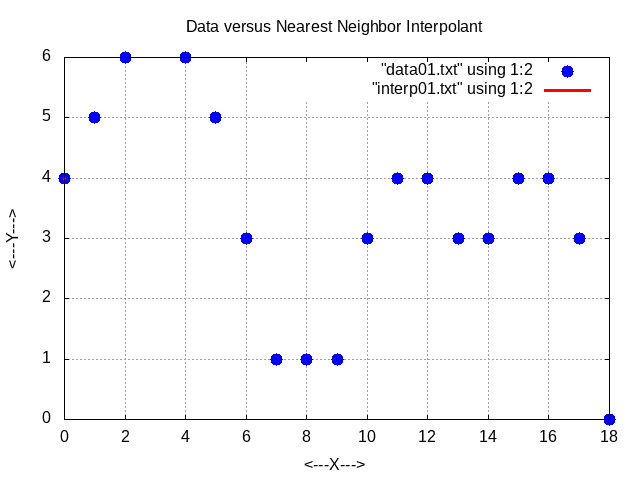 Data versus Nearest Neighbor Interpolant
"data01.txt" using 1:2
"interp01.txt" using 1:2
6
5
4
3
2
1
0
<---Y--->
0 2 4 6 8 10 12 14 16 18
<---X--->